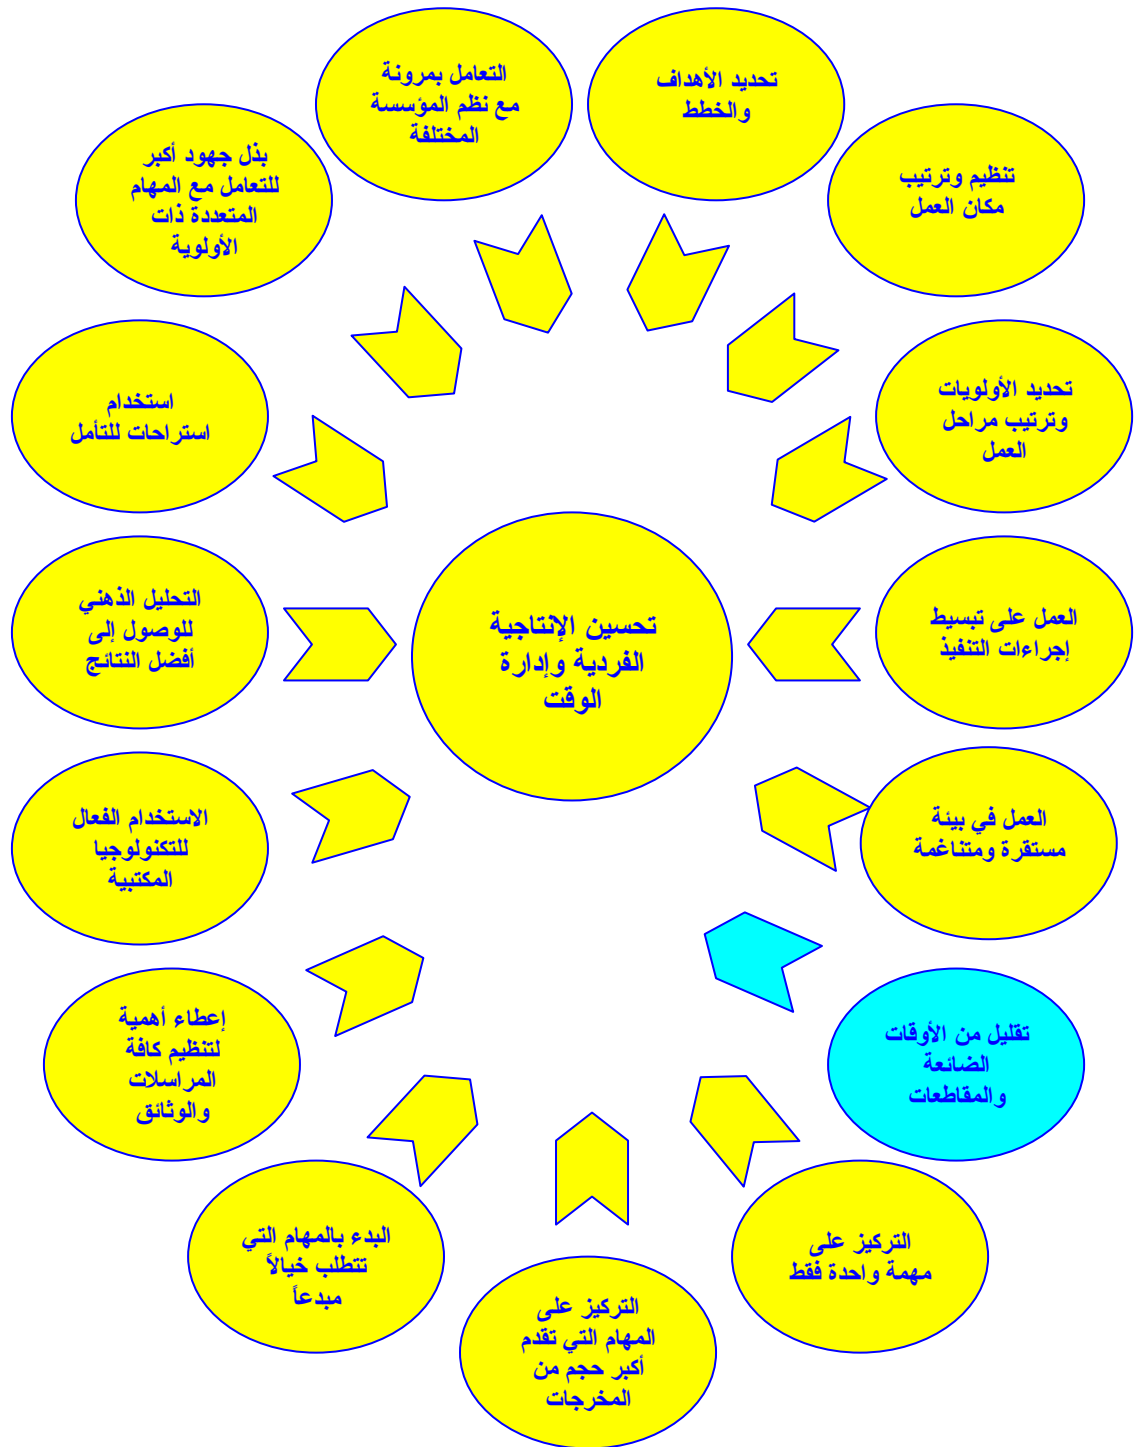 تحديد الأهداف
والخطط
تنظيم وترتيب
مكان العمل
تحديد الأولويات
وترتيب مراحل
العمل
العمل على تبسيط
إجراءات التنفيذ
العمل في بيئة
مستقرة ومتناغمة
تقليل من الأوقات
الضائعة
والمقاطعات
التركيز على
مهمة واحدة فقط
التركيز على
المهام التي تقدم
أكبر حجم من
المخرجات
البدء بالمهام التي
تتطلب خيالاً
مبدعاً
إعطاء أهمية
لتنظيم كافة
المراسلات
والوثائق
الاستخدام الفعال
للتكنولوجيا
المكتبية
التحليل الذهني
للوصول إلى
أفضل النتائج
استخدام
استراحات للتأمل
بذل جهود أكبر
للتعامل مع المهام
المتعددة ذات
الأولوية
التعامل بمرونة
مع نظم المؤسسة
المختلفة
تحسين الإنتاجية
الفردية وإدارة
الوقت